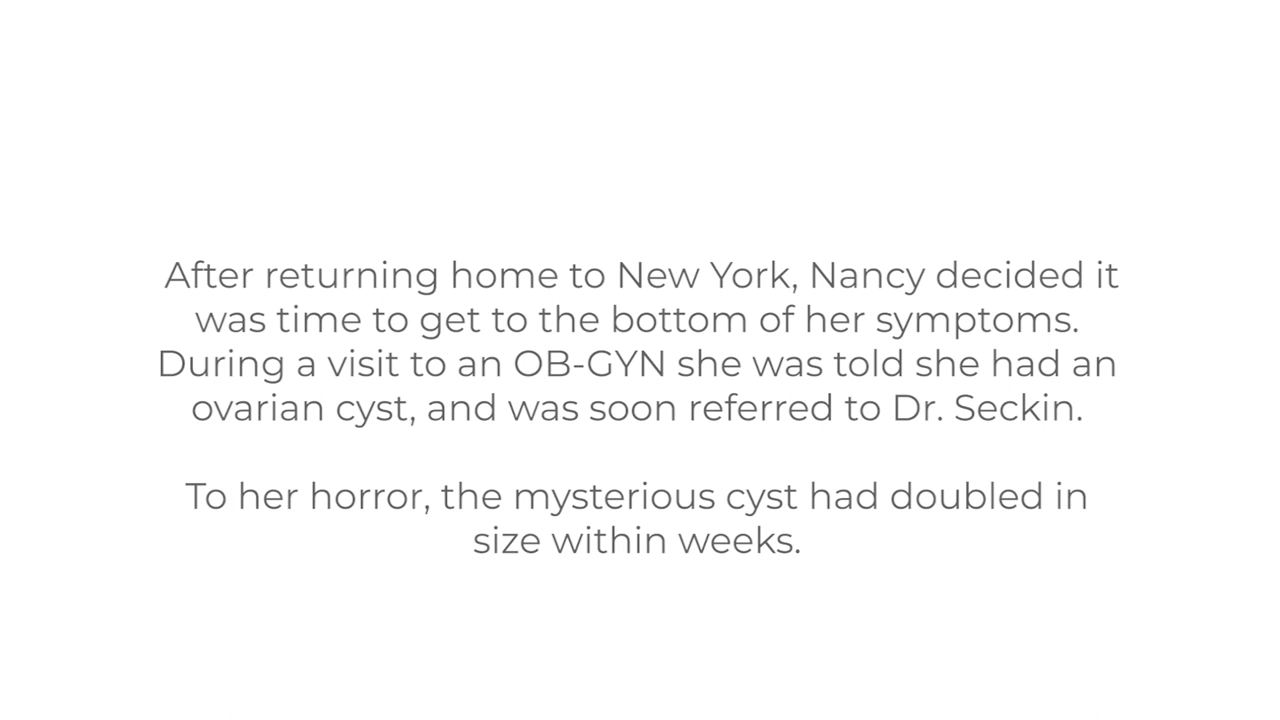 After returning home to New York, Nancy decided it
was time to get to the bottom of her symptoms.
During a visit to an OB-GYN she was told she had an
ovarian cyst, and was soon referred to Dr. Seckin.
To her horror, the mysterious cyst had doubled in
size within weeks.